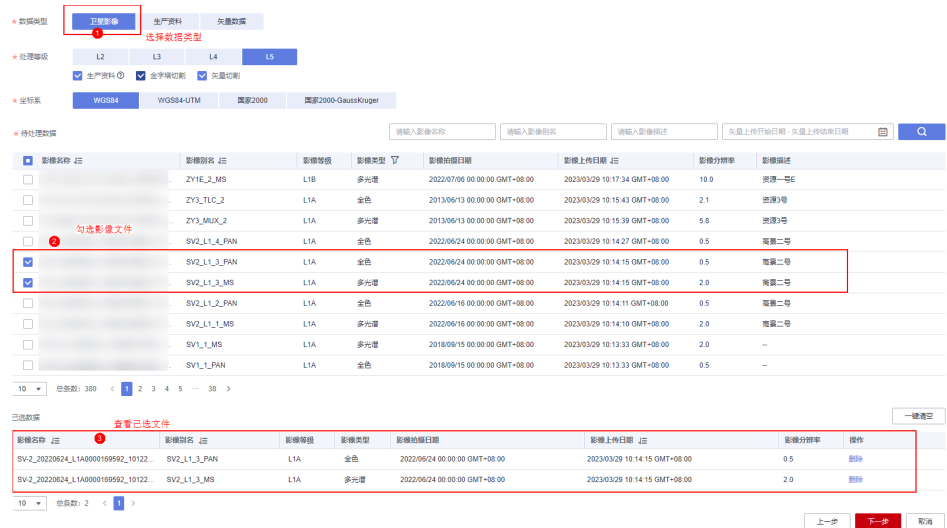 * 数据类型 卫星影像 生产资料 矢量数据
1
选择数据类型
* 处理等级 L2 L3 L4 L5
生产资料 金字塔切割 矢量切割
* 坐标系 WGS84 WGS84-UTM 国家2000 国家2000-GaussKruger
* 待处理数据 请输入影像名称 请输入影像别名 请输入影像描述 矢量上传开始日期 - 矢量上传结束日期
影像名称 影像别名 影像等级 影像类型 影像拍摄日期 影像上传日期 影像分辨率 影像描述
ZY1E_2_MS L1B 多光谱 2022/07/06 00:00:00 GMT+08:00 2023/03/29 10:17:34 GMT+08:00 10.0 资源一号E
ZY3_TLC_2 L1A 全色 2013/06/13 00:00:00 GMT+08:00 2023/03/29 10:15:43 GMT+08:00 2.1 资源3号
ZY3_MUX_2 L1A 多光谱 2013/06/13 00:00:00 GMT+08:00 2023/03/29 10:15:39 GMT+08:00 5.8 资源3号
勾选影像文件
2
SV2_L1_4_PAN L1A 全色 2022/06/24 00:00:00 GMT+08:00 2023/03/29 10:14:27 GMT+08:00 0.5 高景二号
SV2_L1_3_PAN L1A 全色 2022/06/24 00:00:00 GMT+08:00 2023/03/29 10:14:15 GMT+08:00 0.5 高景二号
SV2_L1_3_MS L1A 多光谱 2022/06/24 00:00:00 GMT+08:00 2023/03/29 10:14:15 GMT+08:00 2.0 高景二号
SV2_L1_2_PAN L1A 全色 2022/06/16 00:00:00 GMT+08:00 2023/03/29 10:14:11 GMT+08:00 0.5 高景二号
SV2_L1_1_MS L1A 多光谱 2022/06/16 00:00:00 GMT+08:00 2023/03/29 10:14:10 GMT+08:00 2.0 高景二号
SV1_1_MS L1A 多光谱 2018/09/15 00:00:00 GMT+08:00 2023/03/29 10:13:33 GMT+08:00 2.0 --
SV1_1_PAN L1A 全色 2018/09/15 00:00:00 GMT+08:00 2023/03/29 10:13:33 GMT+08:00 0.5 --
10 总条数: 380 < 1 2 3 4 5 ... 38 >
已选数据 一键清空
查看已选文件
3
影像名称 影像别名 影像等级 影像类型 影像拍摄日期 影像上传日期 影像分辨率 操作
SV-2_20220624_L1A0000169592_10122... SV2_L1_3_PAN L1A 全色 2022/06/24 00:00:00 GMT+08:00 2023/03/29 10:14:15 GMT+08:00 0.5 删除
SV-2_20220624_L1A0000169592_10122... SV2_L1_3_MS L1A 多光谱 2022/06/24 00:00:00 GMT+08:00 2023/03/29 10:14:15 GMT+08:00 2.0 删除
10 总条数: 2 < 1 >
上一步 下一步 取消